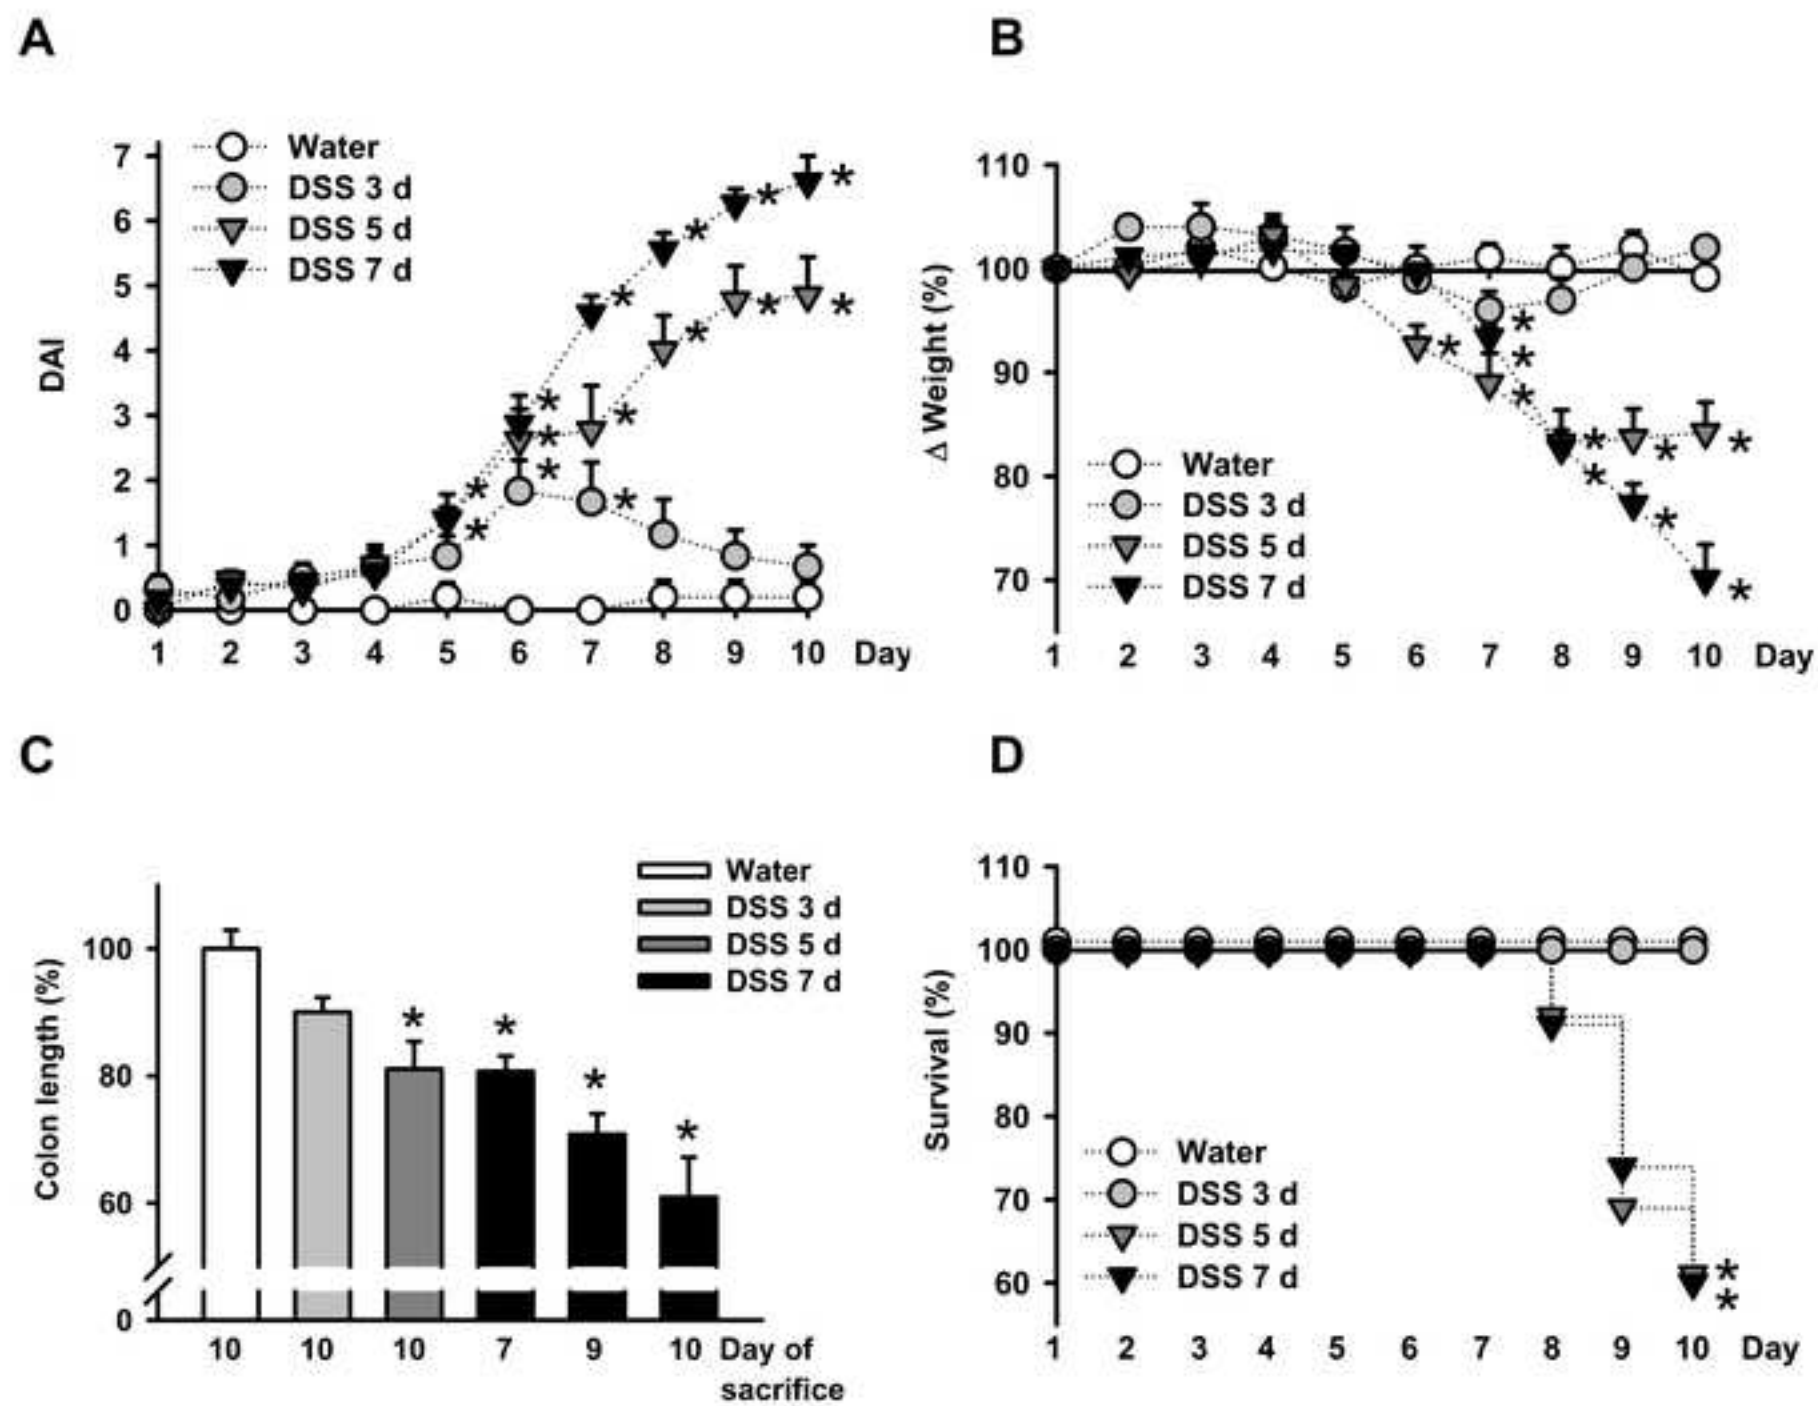 A
7
6
5
4
3
2
1
0
DAI
Water
DSS 3 d
DSS 5 d
DSS 7 d
* * * * * * * * * * * * * *
1 2 3 4 5 6 7 8 9 10 Day
B
110
100
90
80
70
Δ Weight (%)
Water
DSS 3 d
DSS 5 d
DSS 7 d
* * * * * * * * * *
1 2 3 4 5 6 7 8 9 10 Day
C
100
80
60
0
Colon length (%)
Water
DSS 3 d
DSS 5 d
DSS 7 d
* * * *
10 10 10 7 9 10 Day of
sacrifice
D
110
100
90
80
70
60
Survival (%)
Water
DSS 3 d
DSS 5 d
DSS 7 d
*
*
1 2 3 4 5 6 7 8 9 10 Day